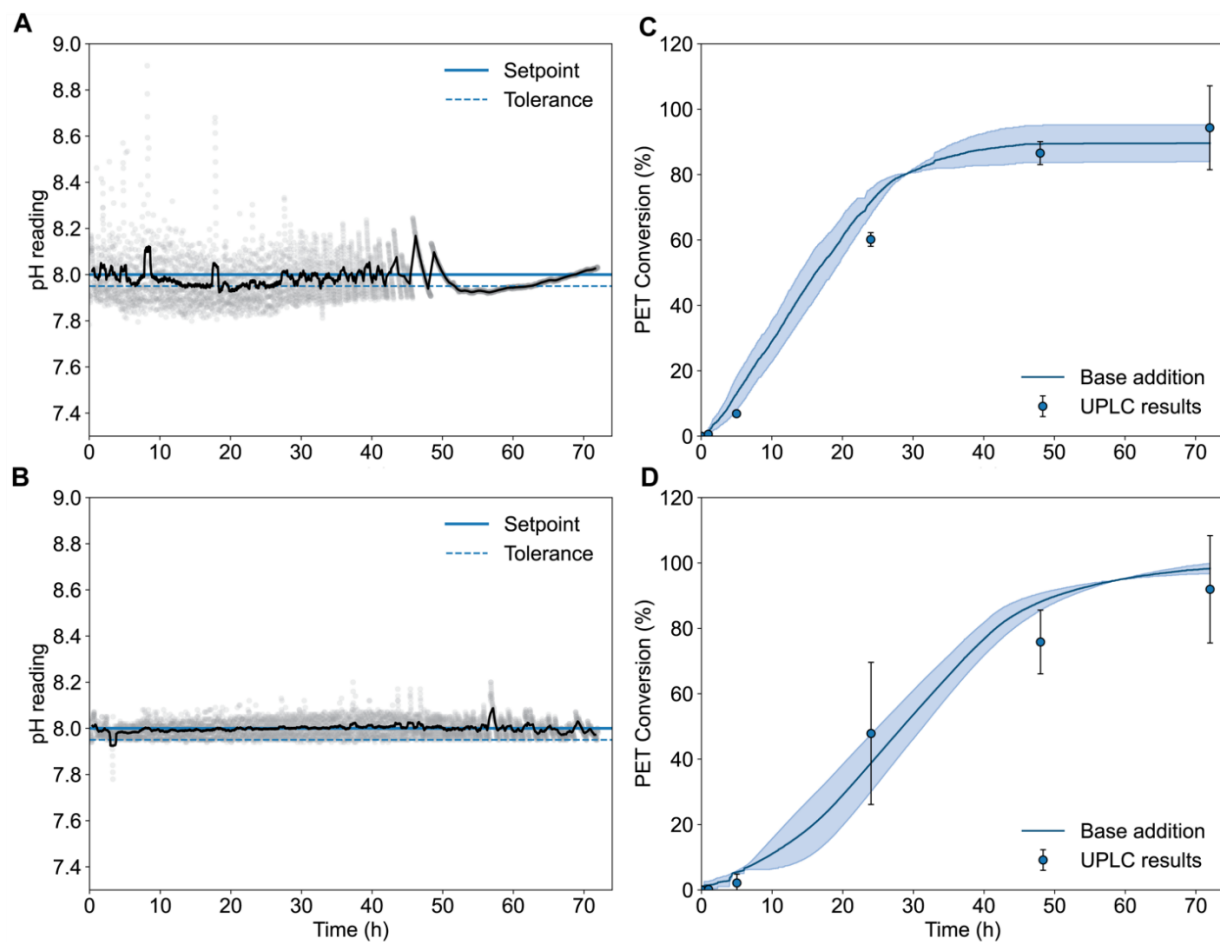 A
9.0
8.8
8.6
8.4
8.2
8.0
7.8
7.6
7.4
pH reading
Setpoint
Tolerance
0 10 20 30 40 50 60 70
C
120
100
80
60
40
20
0
PET Conversion (%)
Base addition
UPLC results
0 10 20 30 40 50 60 70
B
9.0
8.8
8.6
8.4
8.2
8.0
7.8
7.6
7.4
pH reading
Setpoint
Tolerance
0 10 20 30 40 50 60 70
Time (h)
D
120
100
80
60
40
20
0
PET Conversion (%)
Base addition
UPLC results
0 10 20 30 40 50 60 70
Time (h)